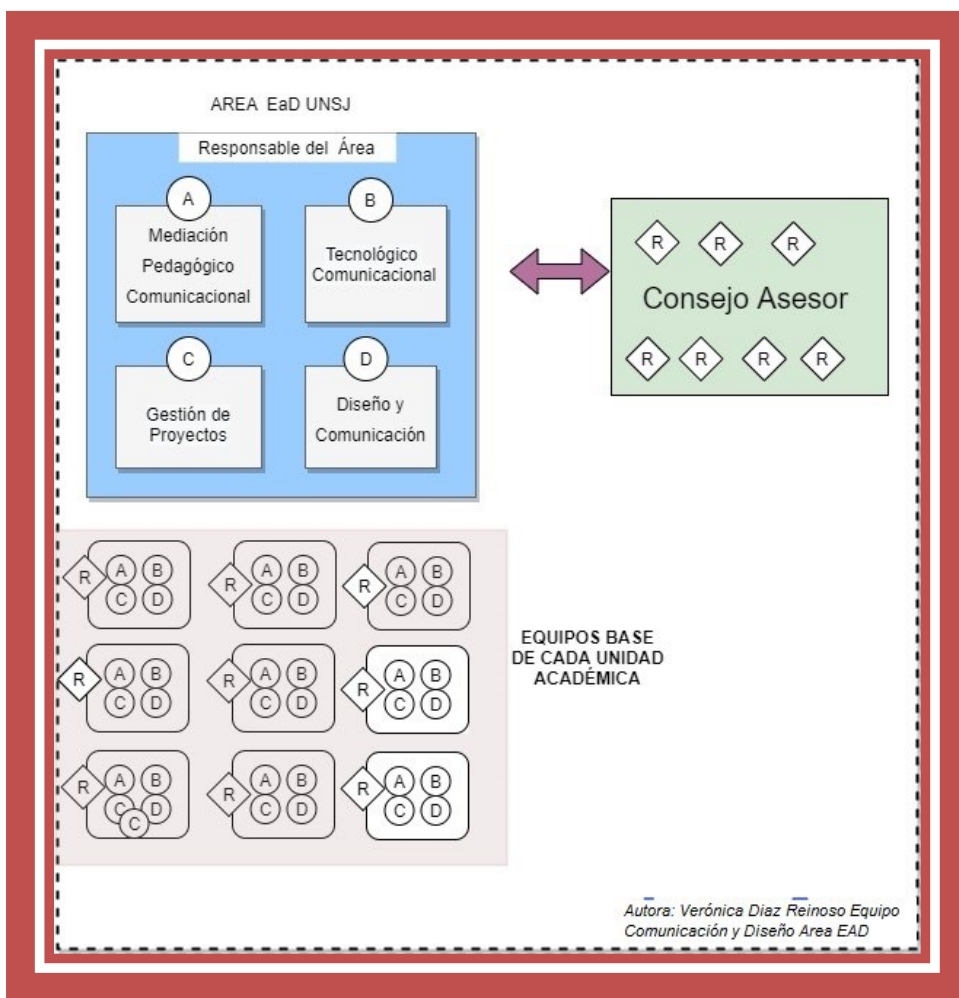 AREA EaD UNSJ
Responsable del Área
A
Mediación
Pedagógico
Comunicacional
B
Tecnológico
Comunicacional
C
Gestión de
Proyectos
D
Diseño y
Comunicación
R R R
Consejo Asesor
R R R R
A B A B A B
R R R
C D C D C D
EQUIPOS BASE
DE CADA UNIDAD
ACADÉMICA
A B A B A B
R R R
C D C D C D
A B A B A B
R R R
C D C D C D
C
Autora: Verónica Diaz Reinoso Equipo
Comunicación y Diseño Area EAD